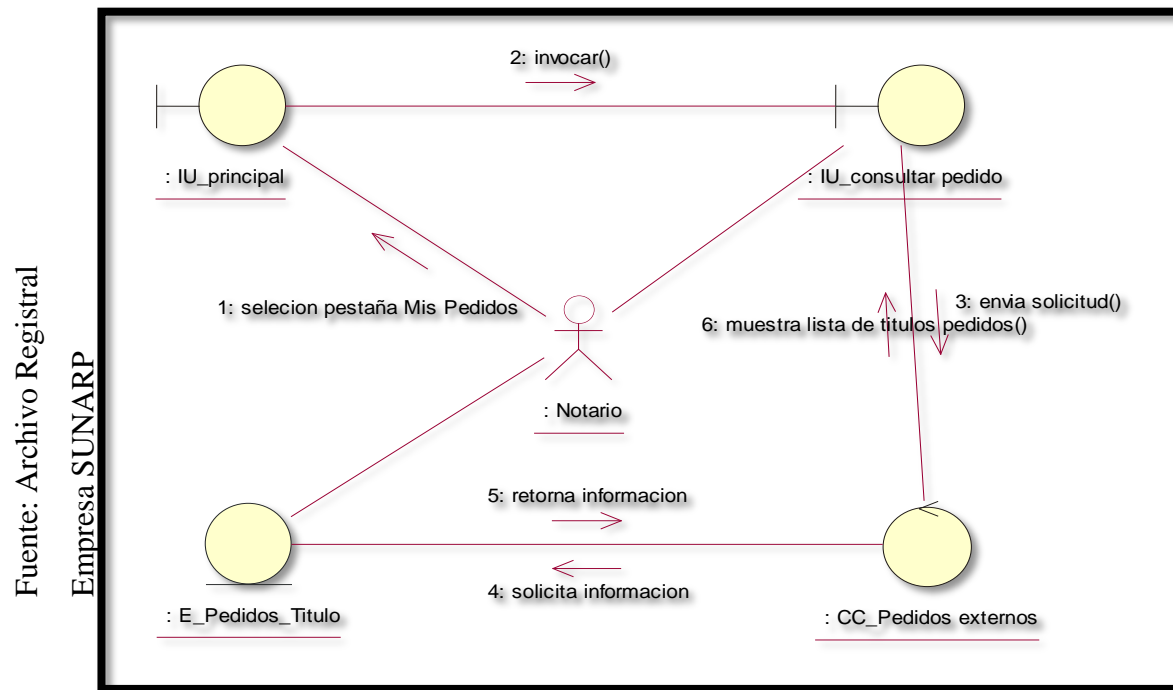 2: invocar()
: IU_principal
: IU_consultar pedido
1: selecion pestaña Mis Pedidos
3: envia solicitud()
6: muestra lista de titulos pedidos()
: Notario
5: retorna informacion
4: solicita informacion
: E_Pedidos_Titulo
: CC_Pedidos externos
Fuente: Archivo Registral
Empresa SUNARP